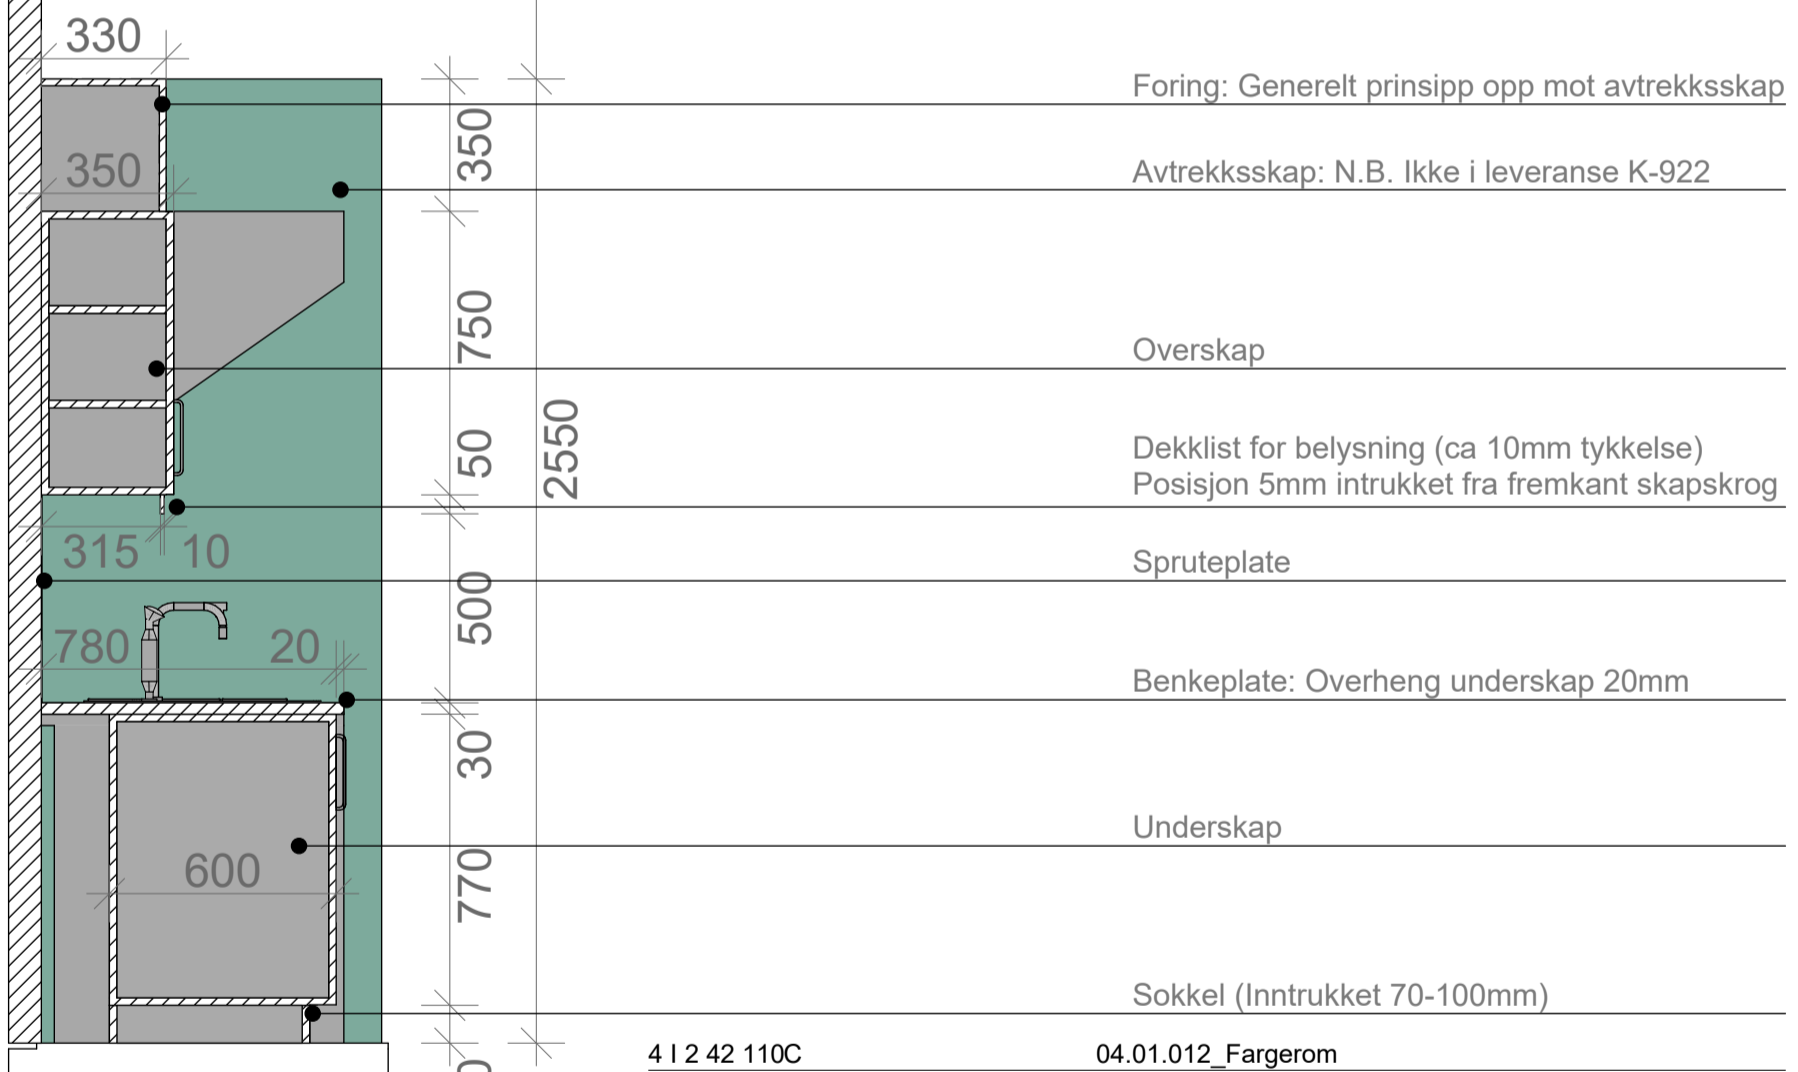 330
Foring: Generelt prinsipp opp mot avtrekksskap
350
350
Avtrekksskap: N.B. Ikke i leveranse K-922
750
Overskap
2550
50
Dekklist for belysning (ca 10mm tykkelse)
Posisjon 5mm intrukket fra fremkant skapskrog
315 10
Spruteplate
500
780 20
Benkeplate: Overheng underskap 20mm
30
Underskap
600
770
Sokkel (Inntrukket 70-100mm)
4 I 2 42 110C 04.01.012_Fargerom